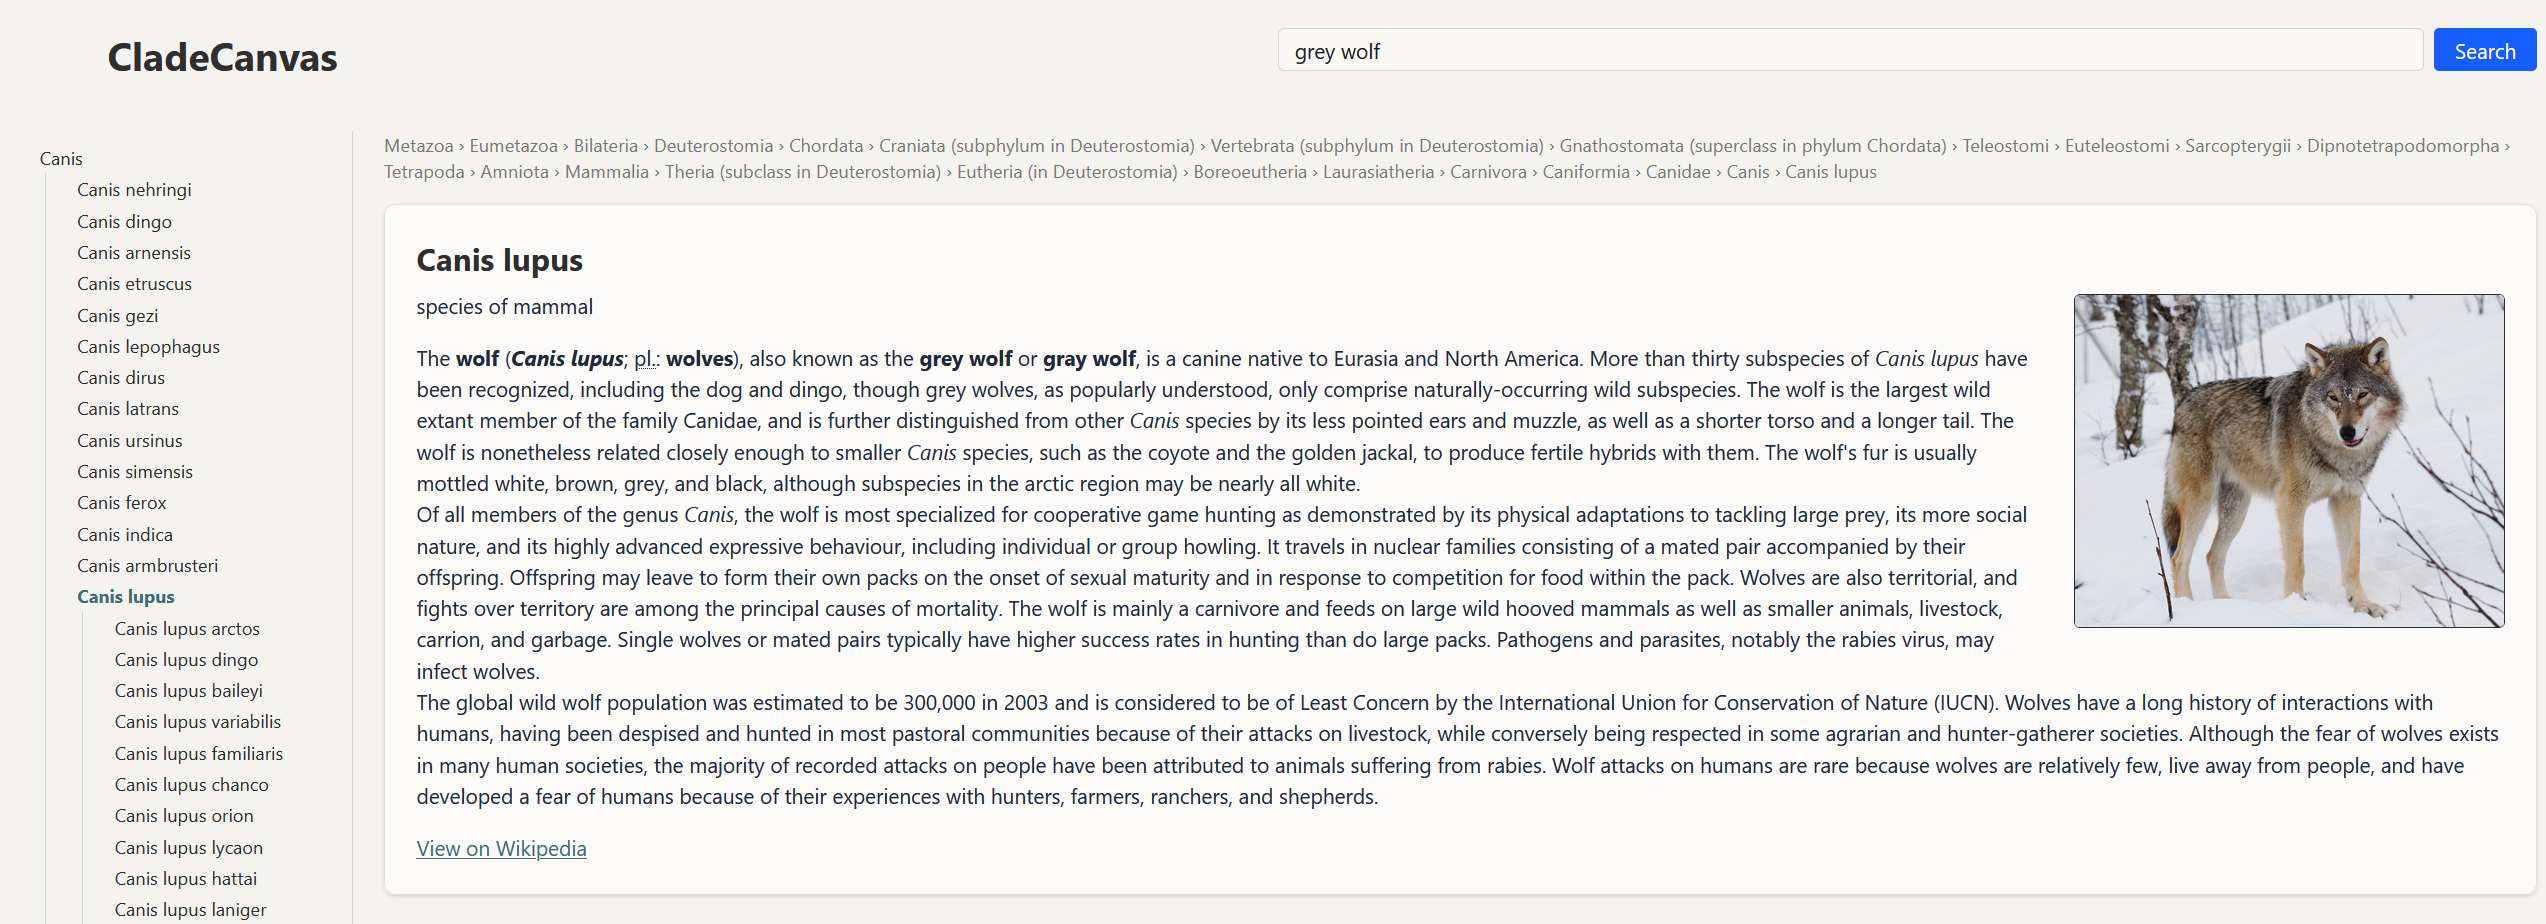 CladeCanvas
grey wolf
Search
Canis
Canis nehringi
Canis dingo
Canis arnensis
Canis etruscus
Canis gezi
Canis lepophagus
Canis dirus
Canis latrans
Canis ursinus
Canis simensis
Canis ferox
Canis indica
Canis armbrusteri
Canis lupus
Canis lupus arctos
Canis lupus dingo
Canis lupus baileyi
Canis lupus variabilis
Canis lupus familiaris
Canis lupus chanco
Canis lupus orion
Canis lupus lycaon
Canis lupus hattai
Canis lupus laniger
Metazoa › Eumetazoa › Bilateria › Deuterostomia › Chordata › Craniata (subphylum in Deuterostomia) › Vertebrata (subphylum in Deuterostomia) › Gnathostomata (superclass in phylum Chordata) › Teleostomi › Euteleostomi › Sarcopterygii › Dipnotetrapodomorpha ›
Tetrapoda › Amniota › Mammalia › Theria (subclass in Deuterostomia) › Eutheria (in Deuterostomia) › Boreoeutheria › Laurasiatheria › Carnivora › Caniformia › Canidae › Canis › Canis lupus
Canis lupus
species of mammal
The wolf (Canis lupus; pl.: wolves), also known as the grey wolf or gray wolf, is a canine native to Eurasia and North America. More than thirty subspecies of Canis lupus have
been recognized, including the dog and dingo, though grey wolves, as popularly understood, only comprise naturally-occurring wild subspecies. The wolf is the largest wild
extant member of the family Canidae, and is further distinguished from other Canis species by its less pointed ears and muzzle, as well as a shorter torso and a longer tail. The
wolf is nonetheless related closely enough to smaller Canis species, such as the coyote and the golden jackal, to produce fertile hybrids with them. The wolf's fur is usually
mottled white, brown, grey, and black, although subspecies in the arctic region may be nearly all white.
Of all members of the genus Canis, the wolf is most specialized for cooperative game hunting as demonstrated by its physical adaptations to tackling large prey, its more social
nature, and its highly advanced expressive behaviour, including individual or group howling. It travels in nuclear families consisting of a mated pair accompanied by their
offspring. Offspring may leave to form their own packs on the onset of sexual maturity and in response to competition for food within the pack. Wolves are also territorial, and
fights over territory are among the principal causes of mortality. The wolf is mainly a carnivore and feeds on large wild hooved mammals as well as smaller animals, livestock,
carrion, and garbage. Single wolves or mated pairs typically have higher success rates in hunting than do large packs. Pathogens and parasites, notably the rabies virus, may
infect wolves.
The global wild wolf population was estimated to be 300,000 in 2003 and is considered to be of Least Concern by the International Union for Conservation of Nature (IUCN). Wolves have a long history of interactions with
humans, having been despised and hunted in most pastoral communities because of their attacks on livestock, while conversely being respected in some agrarian and hunter-gatherer societies. Although the fear of wolves exists
in many human societies, the majority of recorded attacks on people have been attributed to animals suffering from rabies. Wolf attacks on humans are rare because wolves are relatively few, live away from people, and have
developed a fear of humans because of their experiences with hunters, farmers, ranchers, and shepherds.
View on Wikipedia